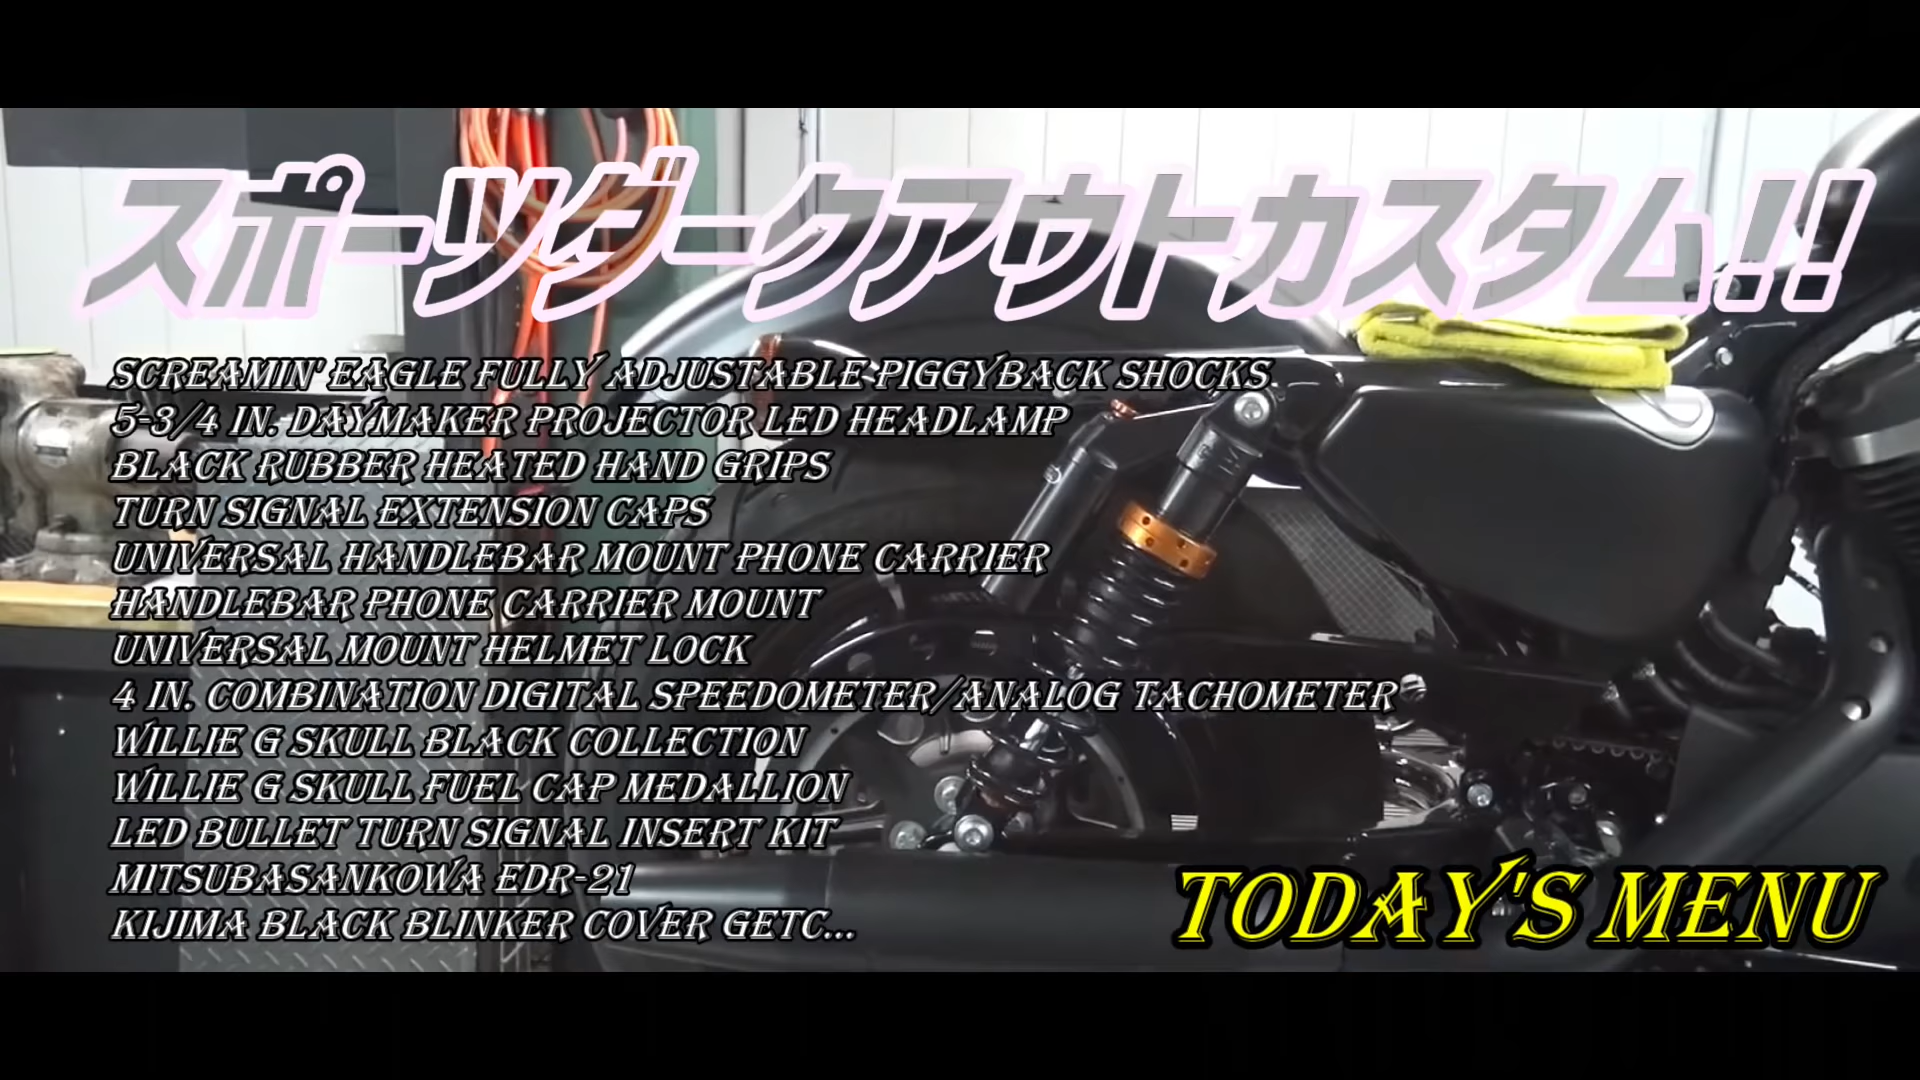 スポーツダークアウトカスタム!!
SCREAMIN' EAGLE FULLY ADJUSTABLE PIGGYBACK SHOCKS
5-3/4 IN. DAYMAKER PROJECTOR LED HEADLAMP
BLACK RUBBER HEATED HAND GRIPS
TURN SIGNAL EXTENSION CAPS
UNIVERSAL HANDLEBAR MOUNT PHONE CARRIER
HANDLEBAR PHONE CARRIER MOUNT
UNIVERSAL MOUNT HELMET LOCK
4 IN. COMBINATION DIGITAL SPEEDOMETER/ANALOG TACHOMETER
WILLIE G SKULL BLACK COLLECTION
WILLIE G SKULL FUEL CAP MEDALLION
LED BULLET TURN SIGNAL INSERT KIT
MITSUBASANKOWA EDR-21
KIJIMA BLACK BLINKER COVER GETC...
TODAY'S MENU